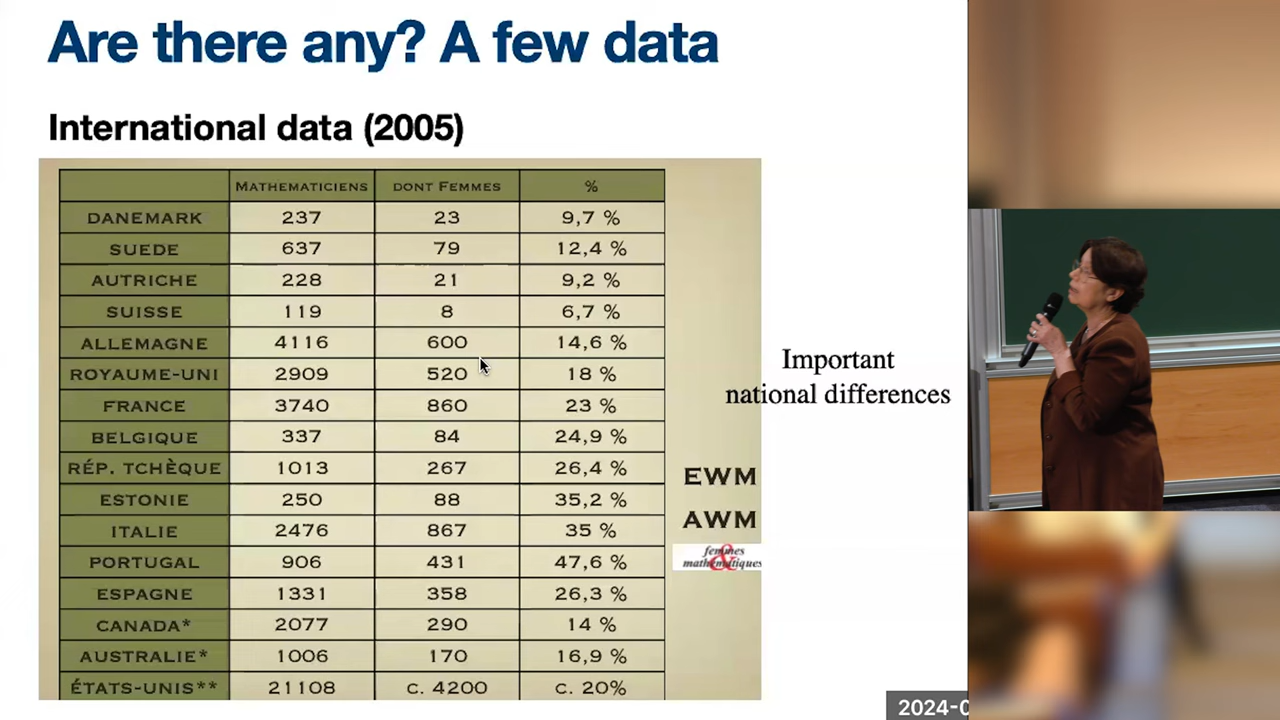 Are there any? A few data
International data (2005)
MATHEMATICIENS DONT FEMMES %
DANEMARK 237 23 9,7 %
SUEDE 637 79 12,4 %
AUTRICHE 228 21 9,2 %
SUISSE 119 8 6,7 %
ALLEMAGNE 4116 600 14,6 %
ROYAUME-UNI 2909 520 18 %
FRANCE 3740 860 23 %
BELGIQUE 337 84 24,9 %
RÉP. TCHÈQUE 1013 267 26,4 %
ESTONIE 250 88 35,2 %
ITALIE 2476 867 35 %
PORTUGAL 906 431 47,6 %
ESPAGNE 1331 358 26,3 %
CANADA* 2077 290 14 %
AUSTRALIE* 1006 170 16,9 %
ÉTATS-UNIS** 21108 C. 4200 C. 20%
EWM
AWM
femmes
&
mathématiques
Important
national differences
2024-0